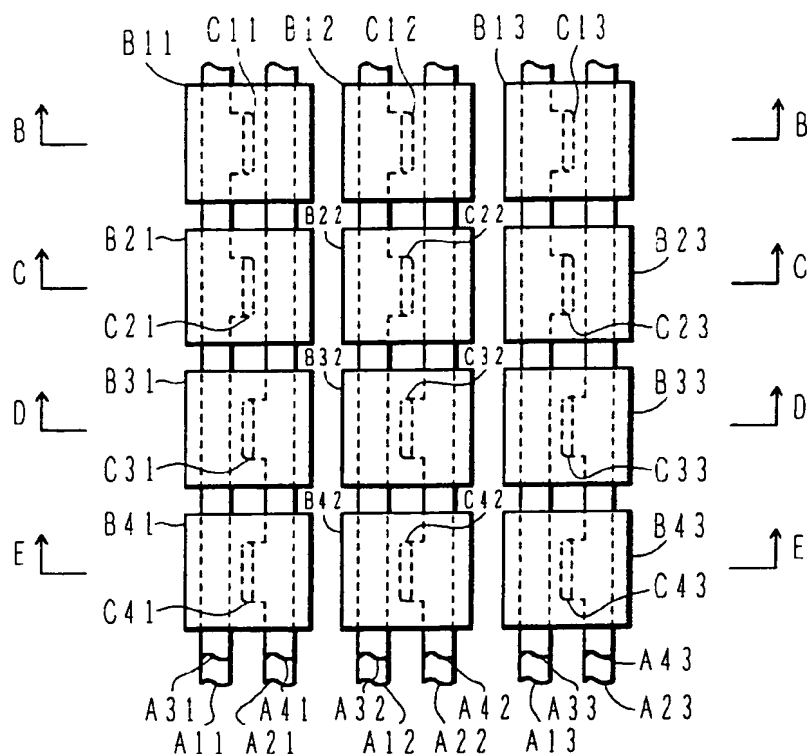 B11 C11 B12 C12 B13 C13
B B
B21 B22 C22 B23
C C
C21 C23
B31 B32 C32 B33
D D
C31 C33
B41 B42 C42 B43
E E
C41 C43
A31 A41 A32 A42 A33 A43
A11 A21 A12 A22 A13 A23